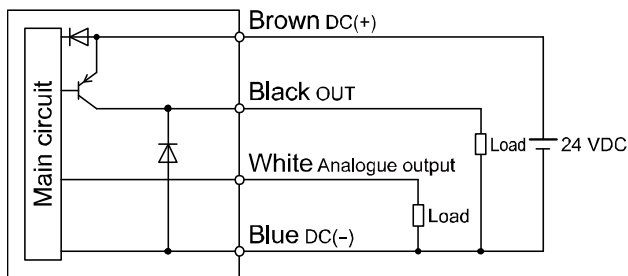 Main circuit
Brown DC(+)
Black OUT
Load
24 VDC
White Analogue output
Load
Blue DC(−)